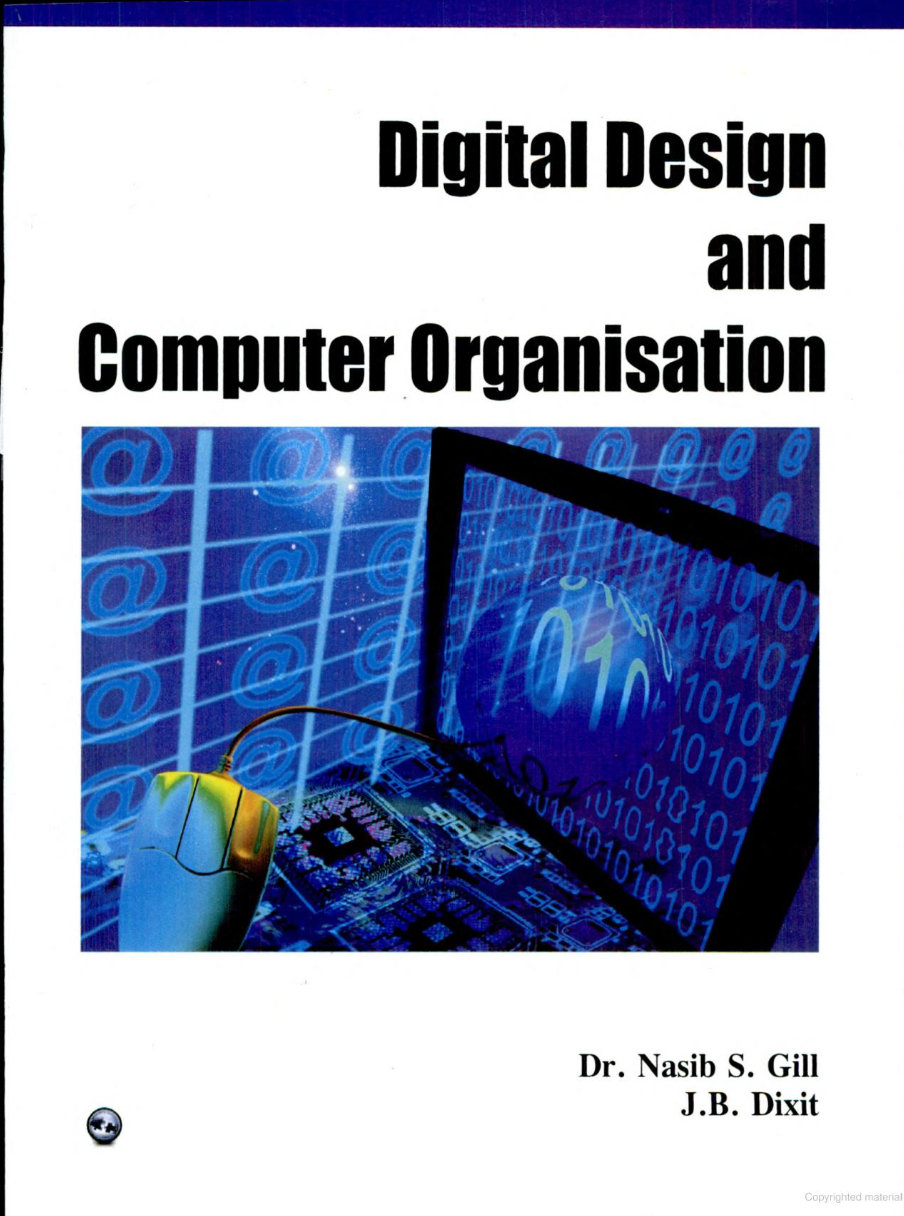 Digital Design
and
Computer Organisation
Dr. Nasib S. Gill
J.B. Dixit
Copyrighted material